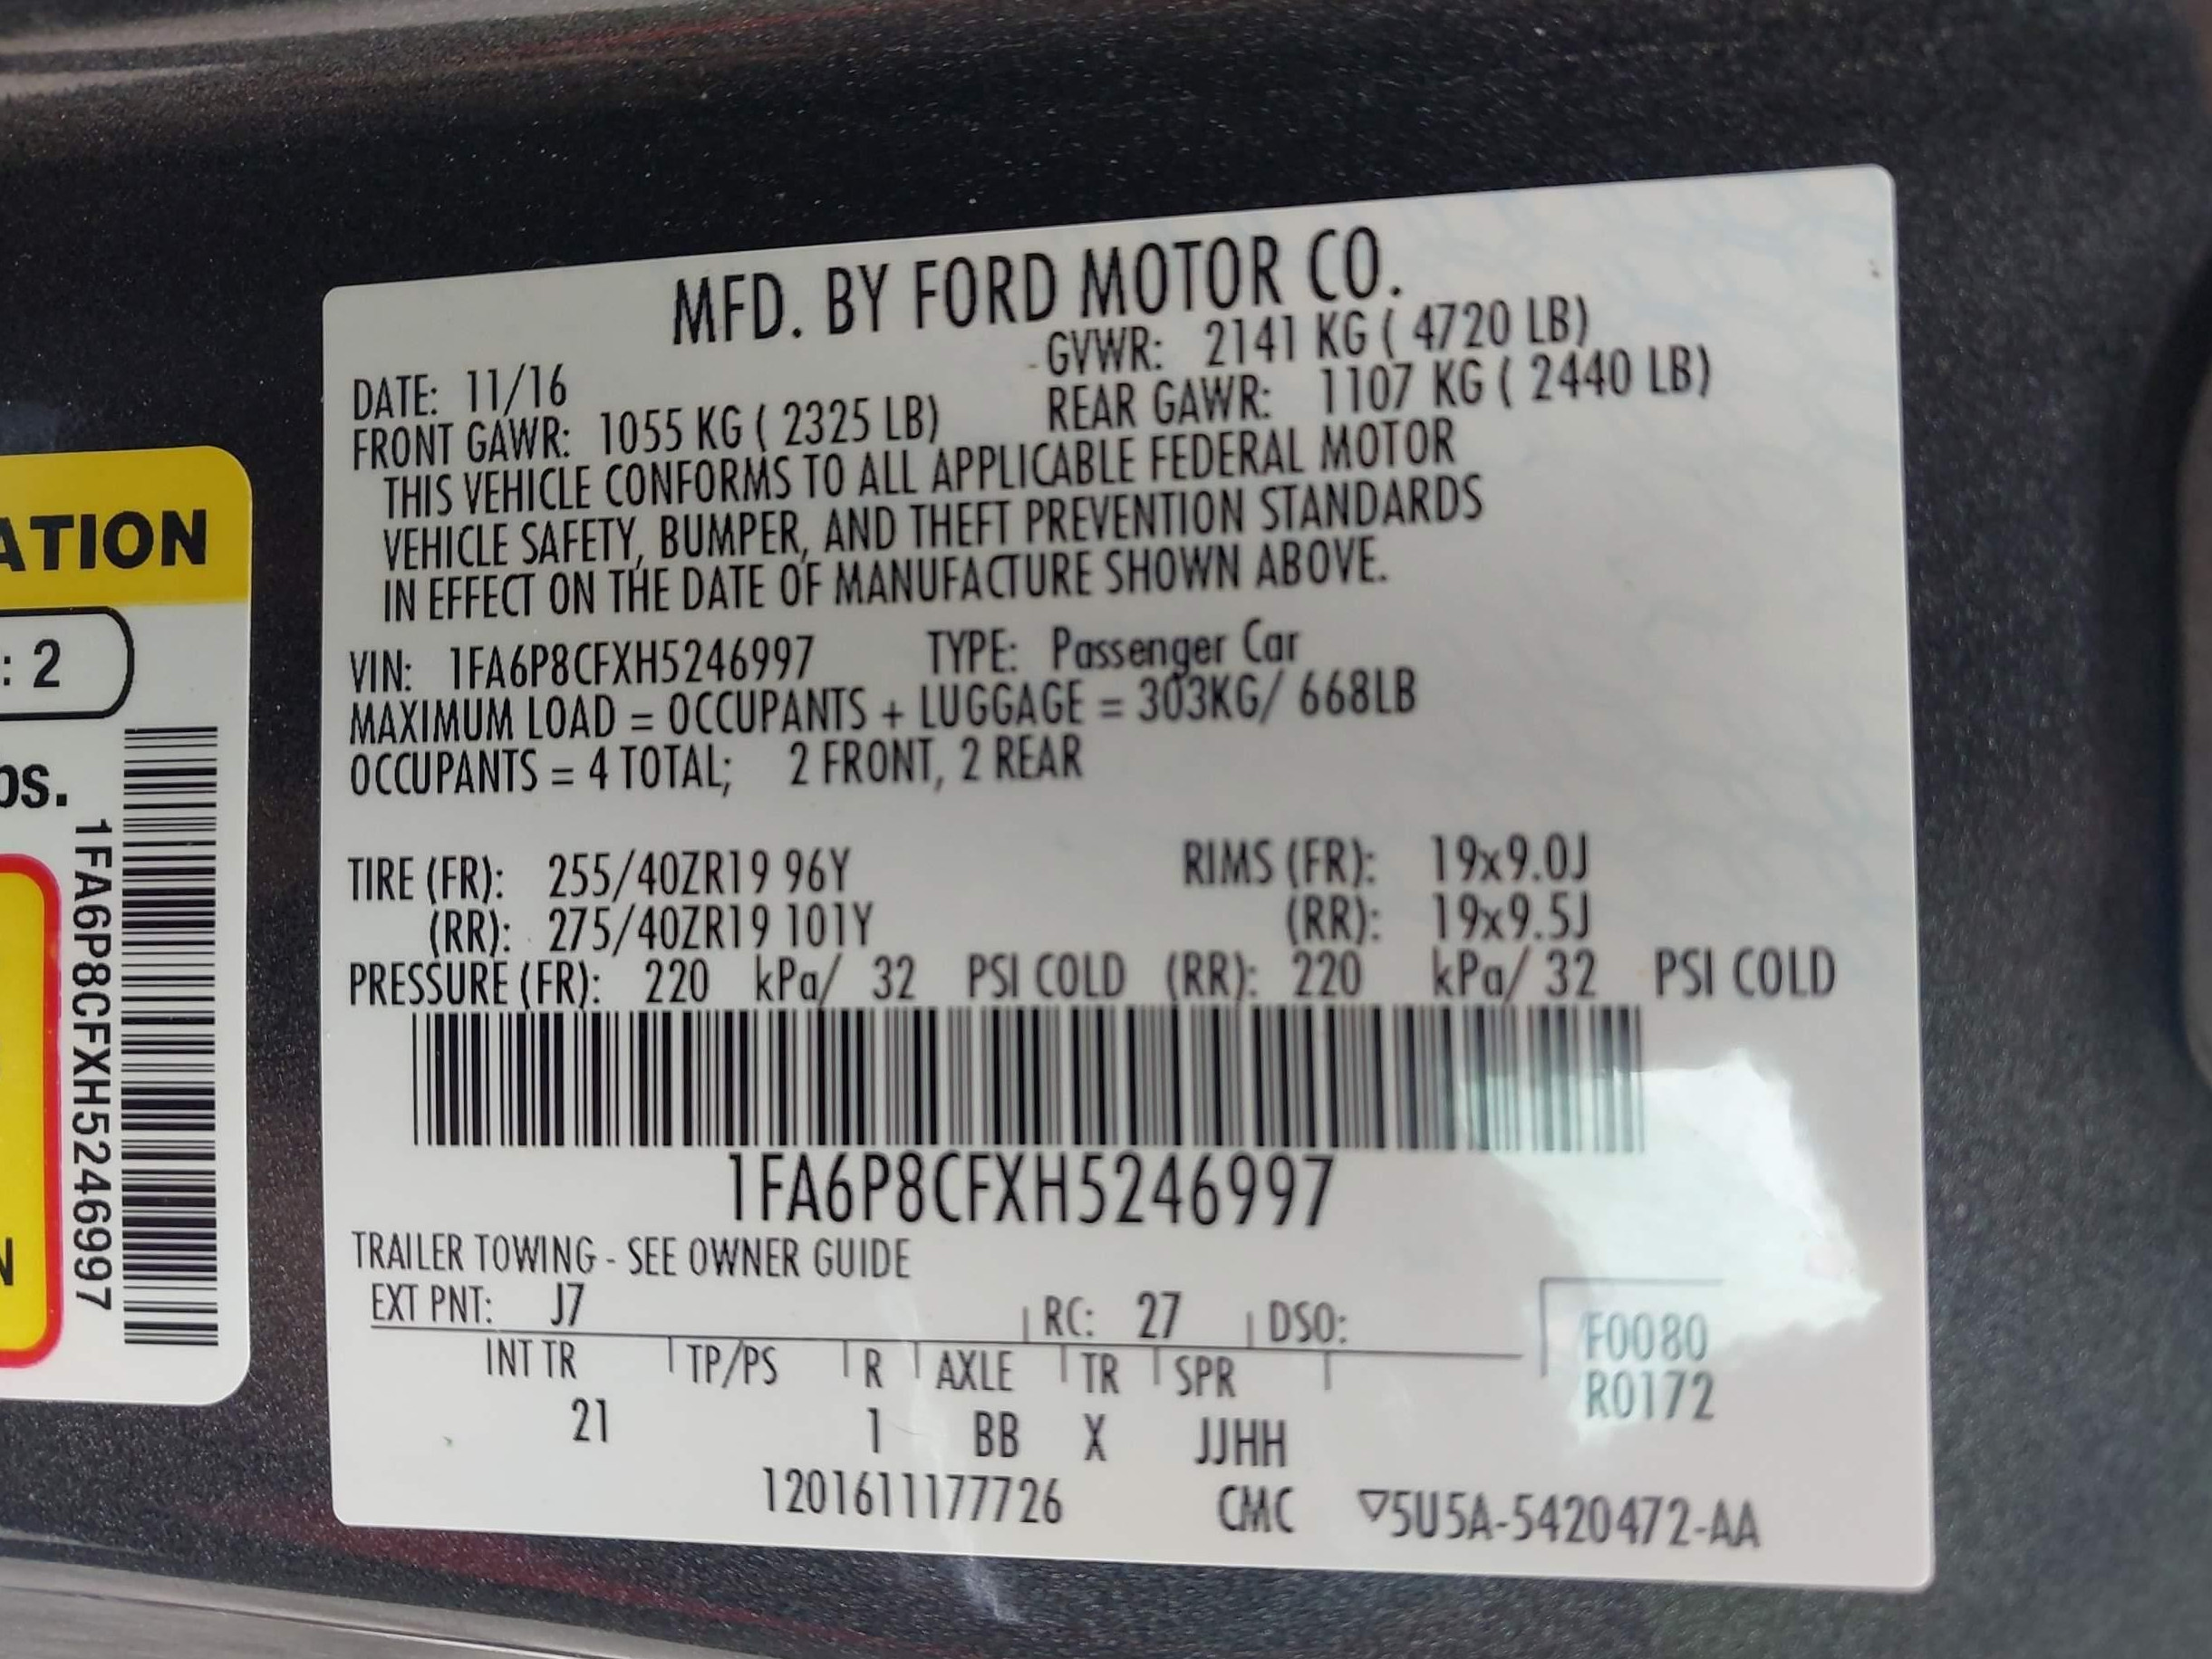 MFD. BY FORD MOTOR CO.
DATE: 11/16 GVWR: 2141 KG ( 4720 LB)
FRONT GAWR: 1055 KG ( 2325 LB) REAR GAWR: 1107 KG ( 2440 LB)
THIS VEHICLE CONFORMS TO ALL APPLICABLE FEDERAL MOTOR
VEHICLE SAFETY, BUMPER, AND THEFT PREVENTION STANDARDS
IN EFFECT ON THE DATE OF MANUFACTURE SHOWN ABOVE.
VIN: 1FA6P8CFXH5246997 TYPE: Passenger Car
MAXIMUM LOAD = OCCUPANTS + LUGGAGE = 303KG/ 668LB
OCCUPANTS = 4 TOTAL; 2 FRONT, 2 REAR
TIRE (FR): 255/40ZR19 96Y RIMS (FR): 19x9.0J
(RR): 275/40ZR19 101Y (RR): 19x9.5J
PRESSURE (FR): 220 kPa/ 32 PSI COLD (RR): 220 kPa/ 32 PSI COLD
1FA6P8CFXH5246997
TRAILER TOWING - SEE OWNER GUIDE
EXT PNT: J7 RC: 27 DSO:
INT TR TP/PS R AXLE TR SPR
21 1 BB X JJHH
F0080
R0172
1201611177726 CMC ▽5U5A-5420472-AA
ATION
: 2
bs.
1FA6P8CFXH5246997
N